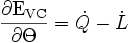 ∂E_VC/∂Θ = Q̇ − L̇